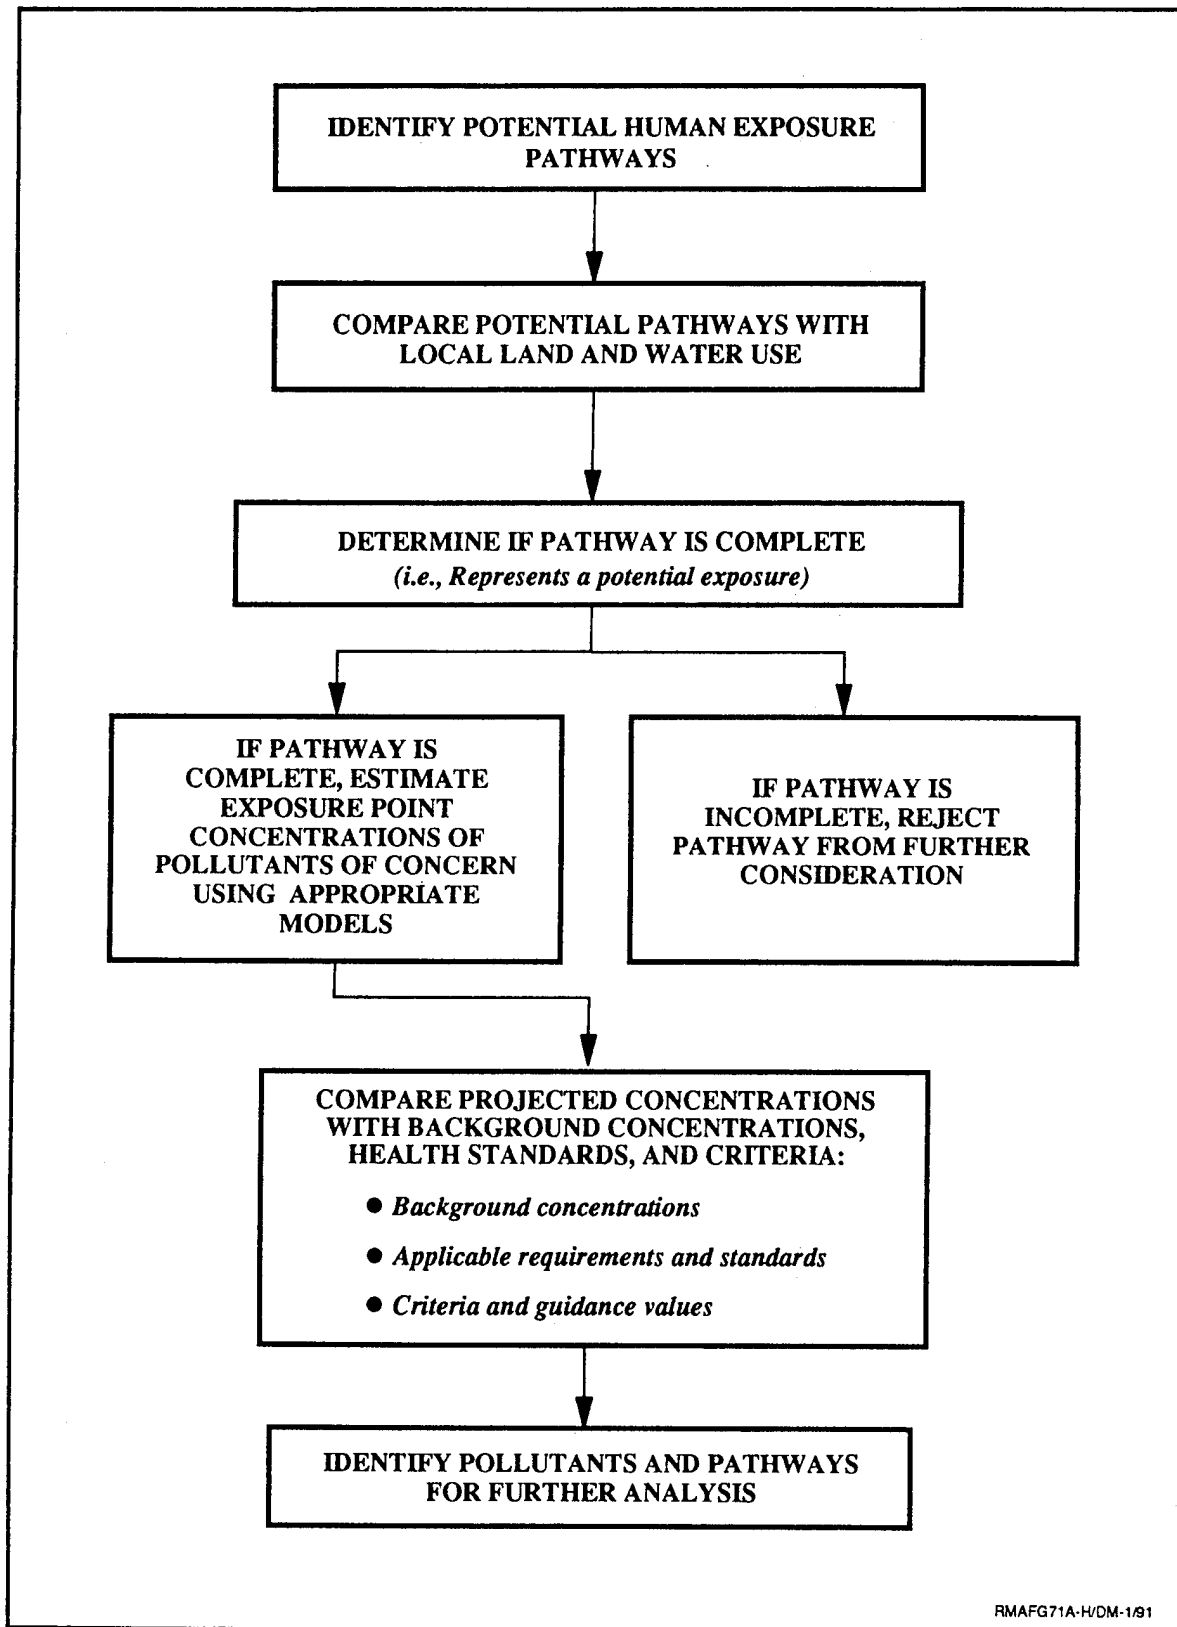 IDENTIFY POTENTIAL HUMAN EXPOSURE
PATHWAYS
COMPARE POTENTIAL PATHWAYS WITH
LOCAL LAND AND WATER USE
DETERMINE IF PATHWAY IS COMPLETE
(i.e., Represents a potential exposure)
IF PATHWAY IS
COMPLETE, ESTIMATE
EXPOSURE POINT
CONCENTRATIONS OF
POLLUTANTS OF CONCERN
USING APPROPRIATE
MODELS
IF PATHWAY IS
INCOMPLETE, REJECT
PATHWAY FROM FURTHER
CONSIDERATION
COMPARE PROJECTED CONCENTRATIONS
WITH BACKGROUND CONCENTRATIONS,
HEALTH STANDARDS, AND CRITERIA:
● Background concentrations
● Applicable requirements and standards
● Criteria and guidance values
IDENTIFY POLLUTANTS AND PATHWAYS
FOR FURTHER ANALYSIS
RMAFG71A-H/DM-1/91